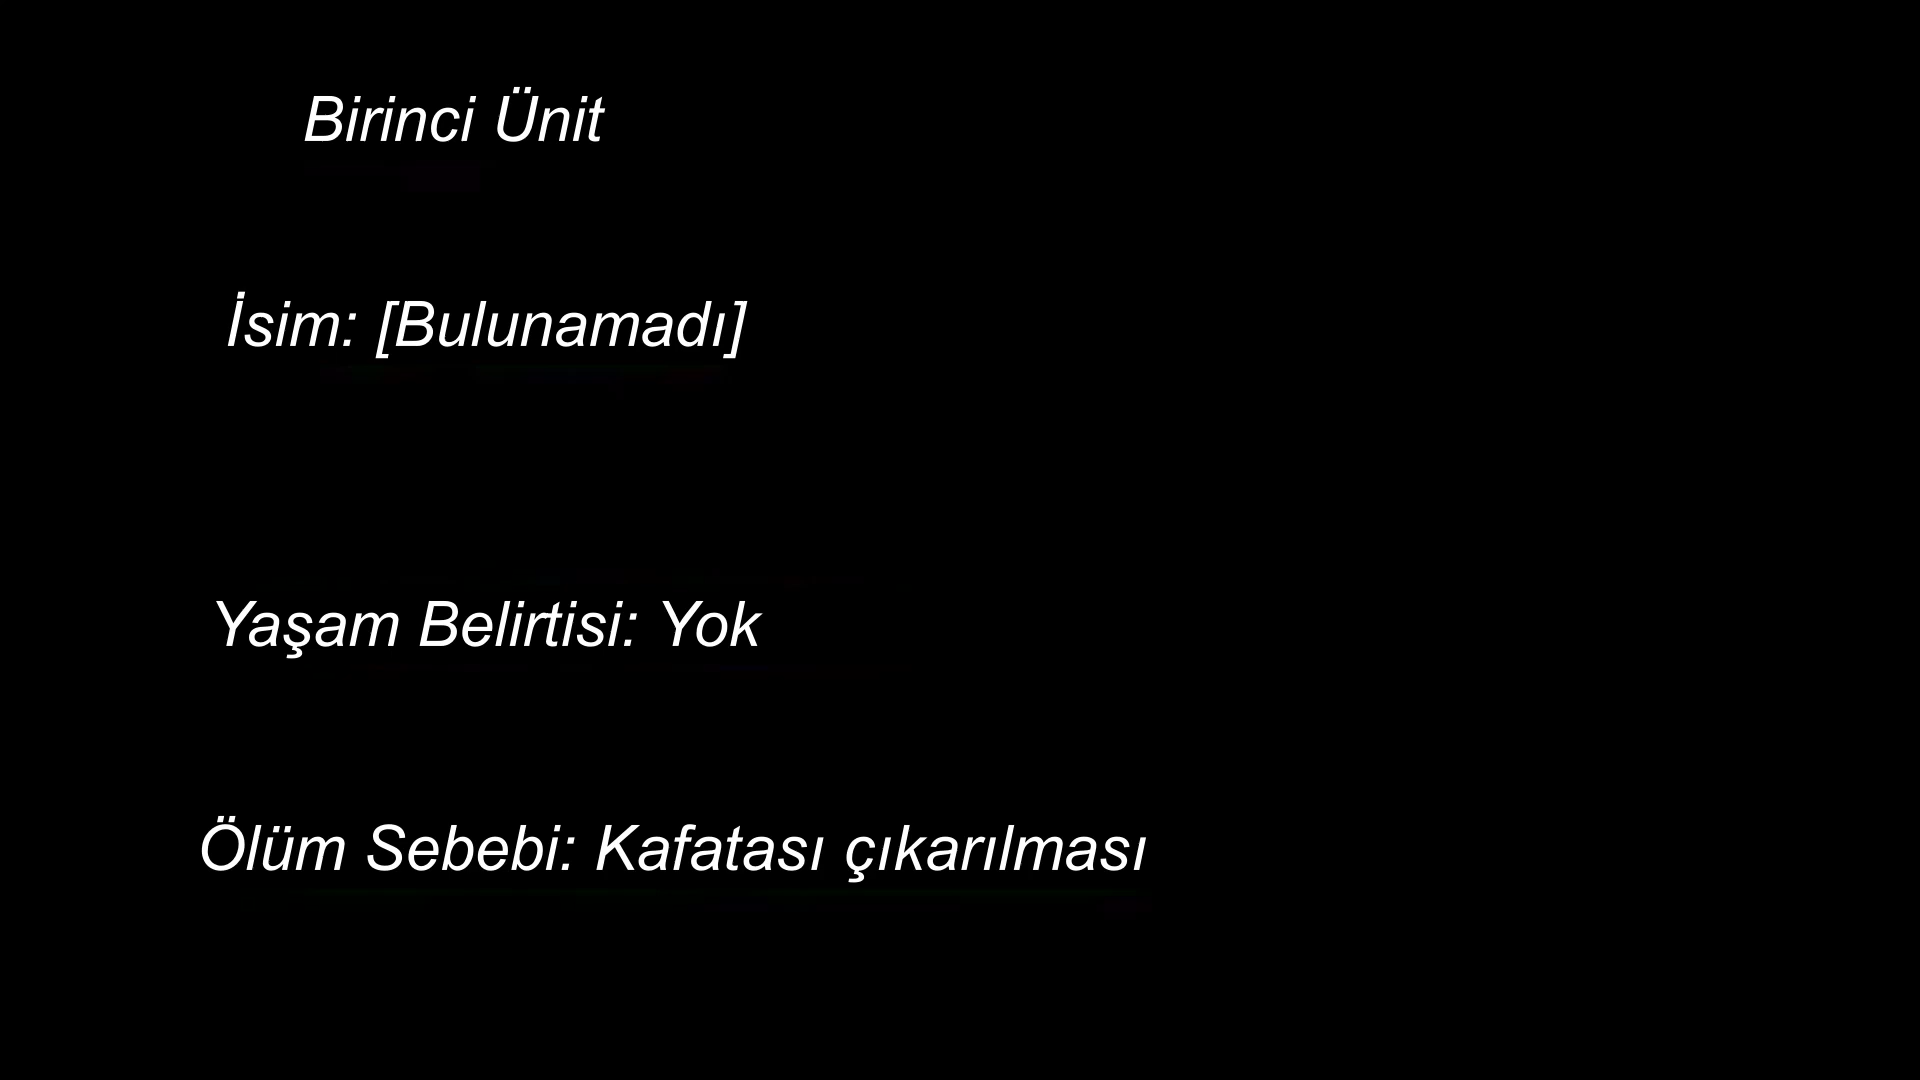 Birinci Ünit
İsim: [Bulunamadı]
Yaşam Belirtisi: Yok
Ölüm Sebebi: Kafatası çıkarılması